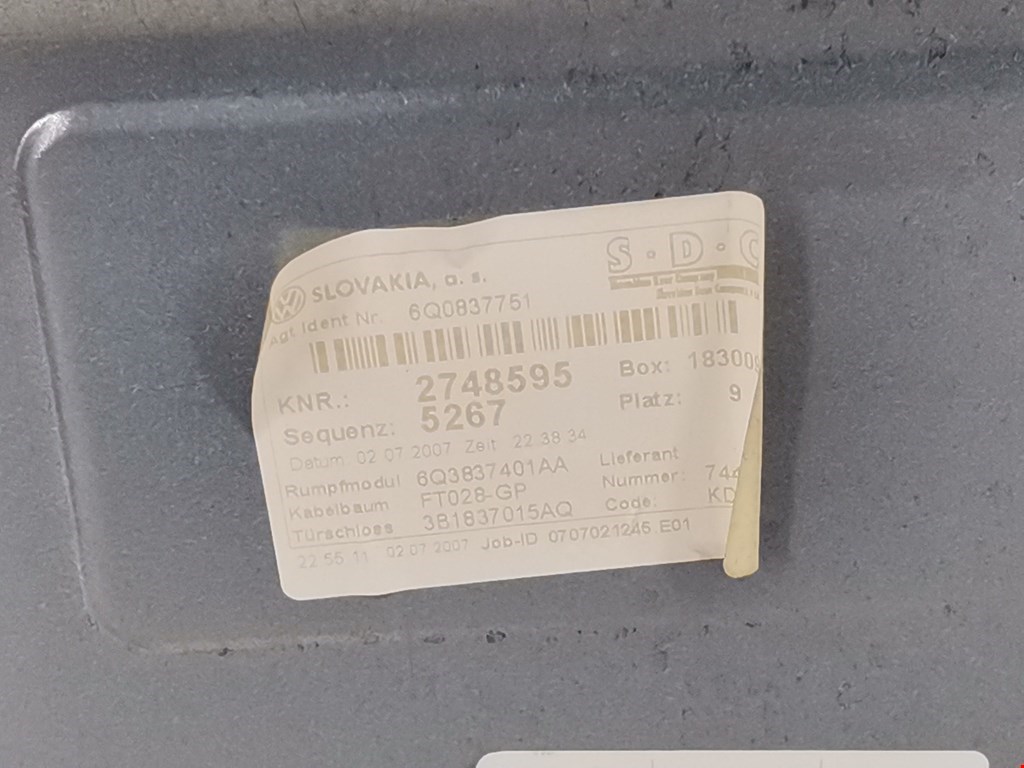 SLOVAKIA, a. s.
S · D · C
Agt Ident Nr. 6Q0837751
KNR.: 2748595 Box: 18300
Sequenz: 5267 Platz: 9
Datum: 02 07 2007 Zeit 22 38 34
Rumpfmodul 6Q3837401AA Lieferant
Kabelbaum FT028-GP Nummer: 744
Türschloss 3B1837015AQ Code: KD
22 55 11 02.07 2007 Job-ID 0707021245 E01